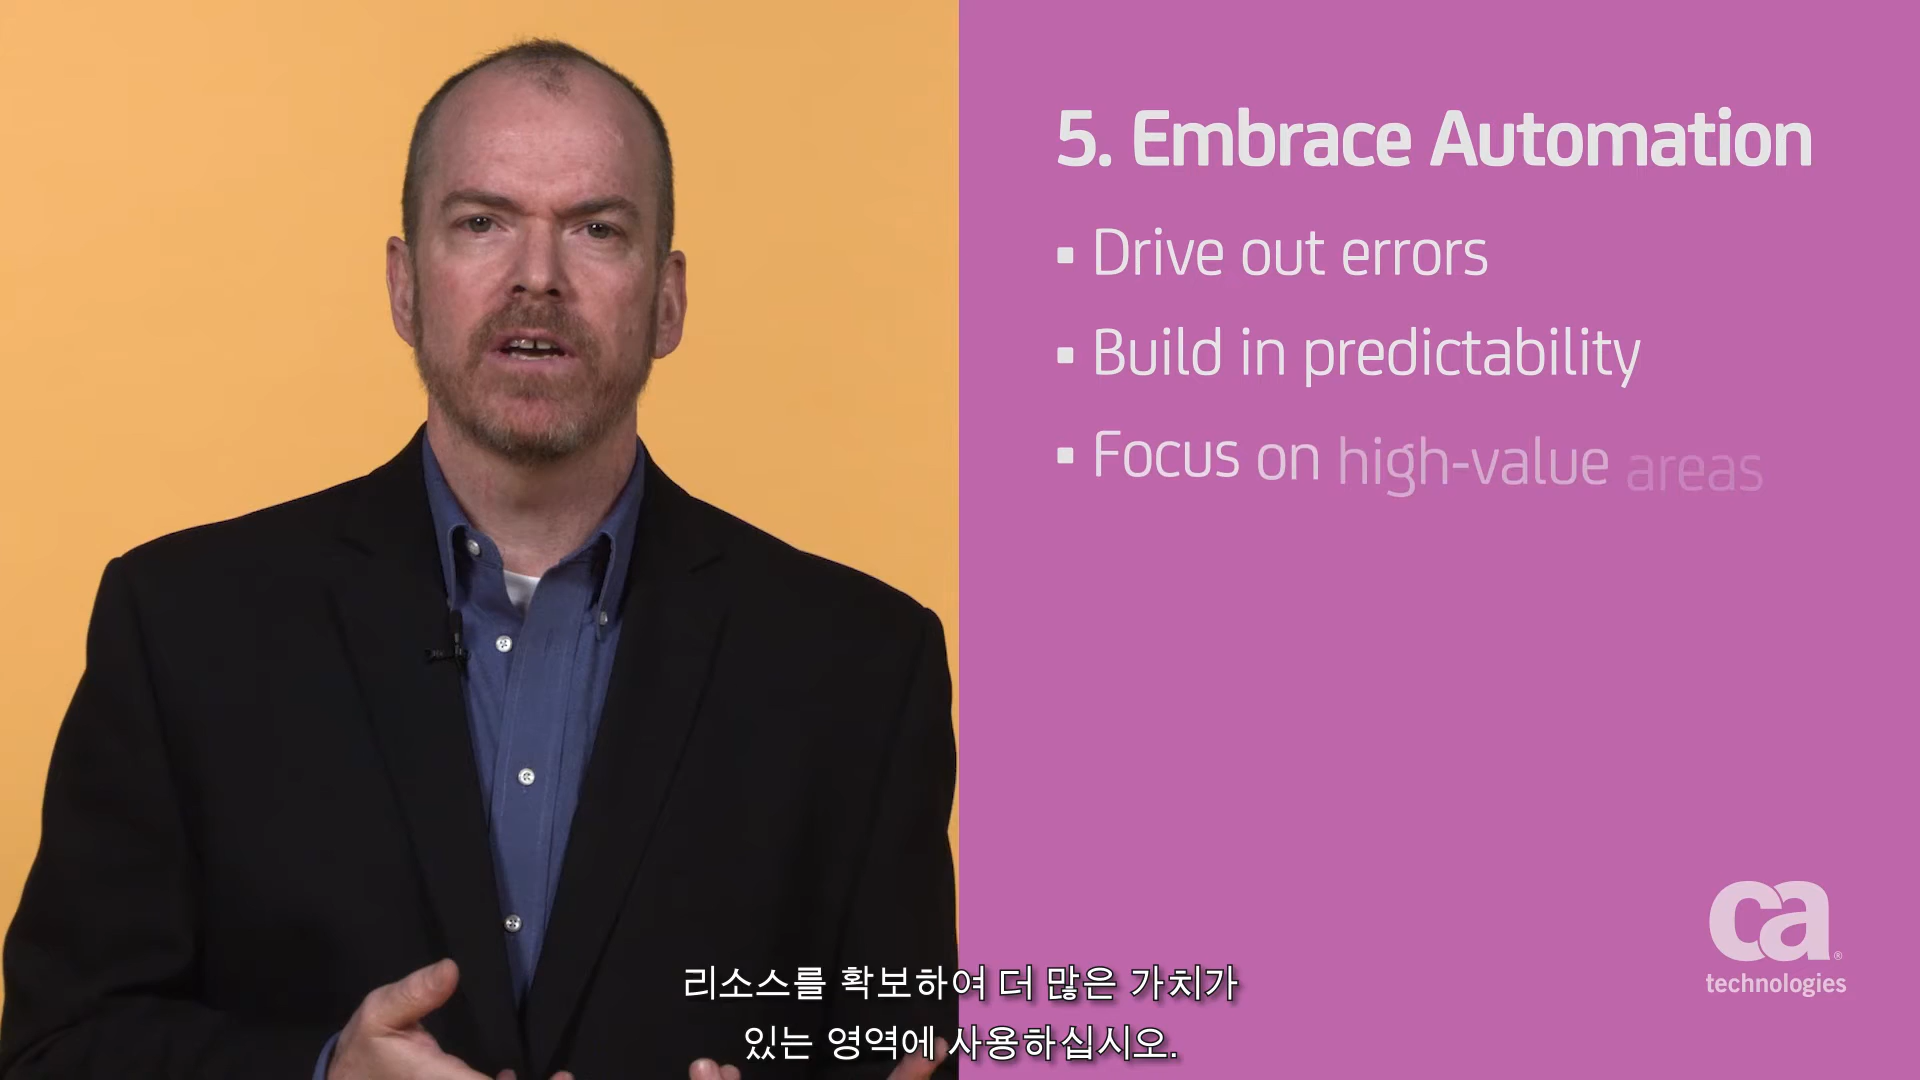 5. Embrace Automation
▪ Drive out errors
▪ Build in predictability
▪ Focus on high-value areas
ca®
technologies
리소스를 확보하여 더 많은 가치가
있는 영역에 사용하십시오.